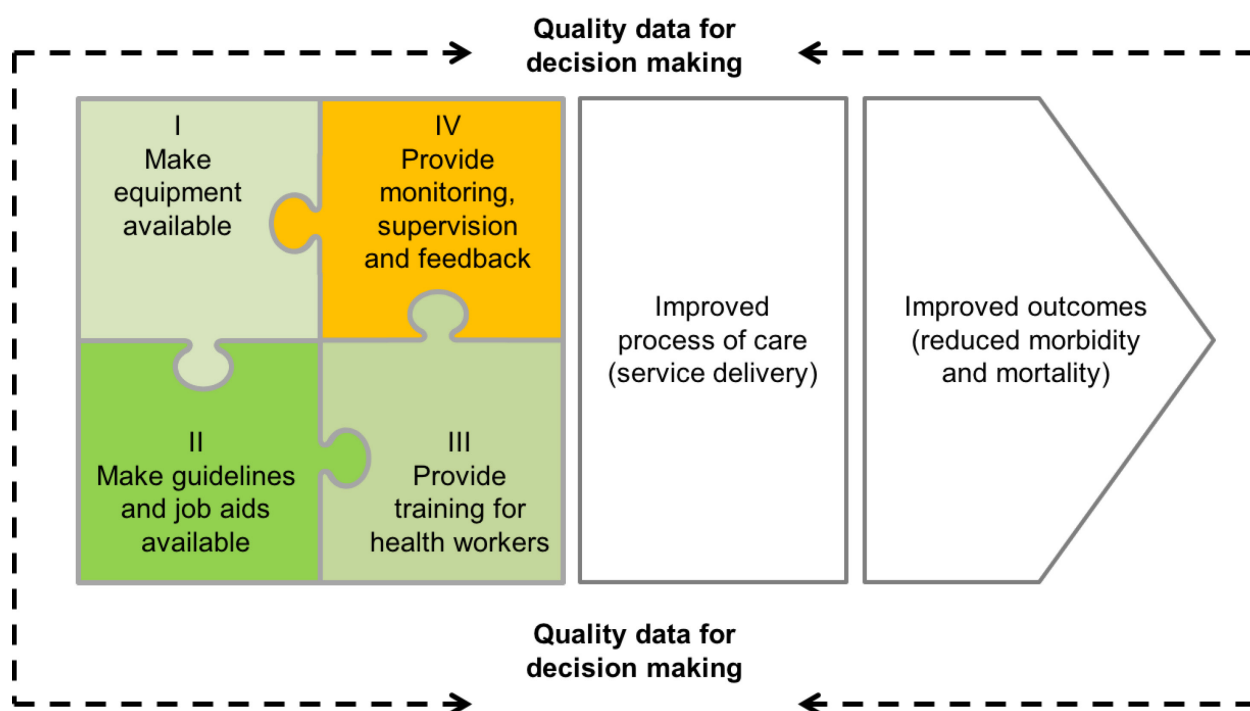 Quality data for
decision making
I
Make
equipment
available
IV
Provide
monitoring,
supervision
and feedback
II
Make guidelines
and job aids
available
III
Provide
training for
health workers
Improved
process of care
(service delivery)
Improved outcomes
(reduced morbidity
and mortality)
Quality data for
decision making